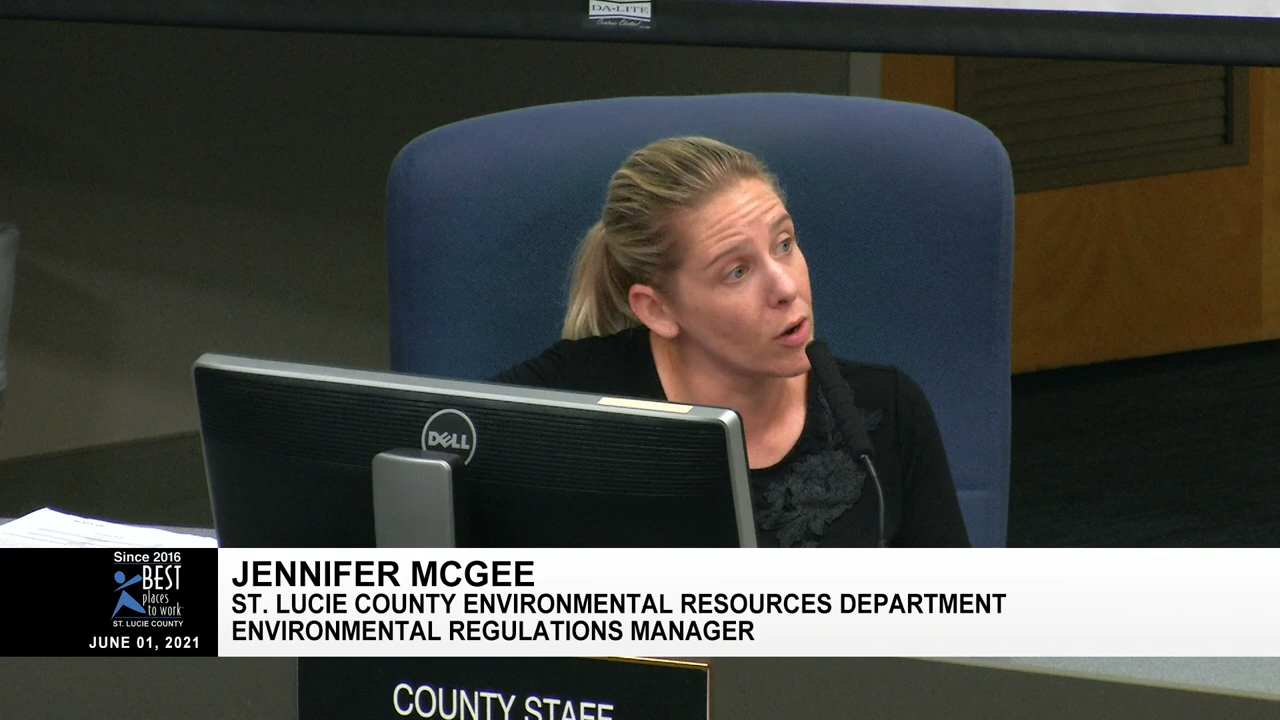 DA-LITE
Since 2016
BEST
places
to work
ST. LUCIE COUNTY
JUNE 01, 2021
JENNIFER MCGEE
ST. LUCIE COUNTY ENVIRONMENTAL RESOURCES DEPARTMENT
ENVIRONMENTAL REGULATIONS MANAGER
DELL
COUNTY STAFF